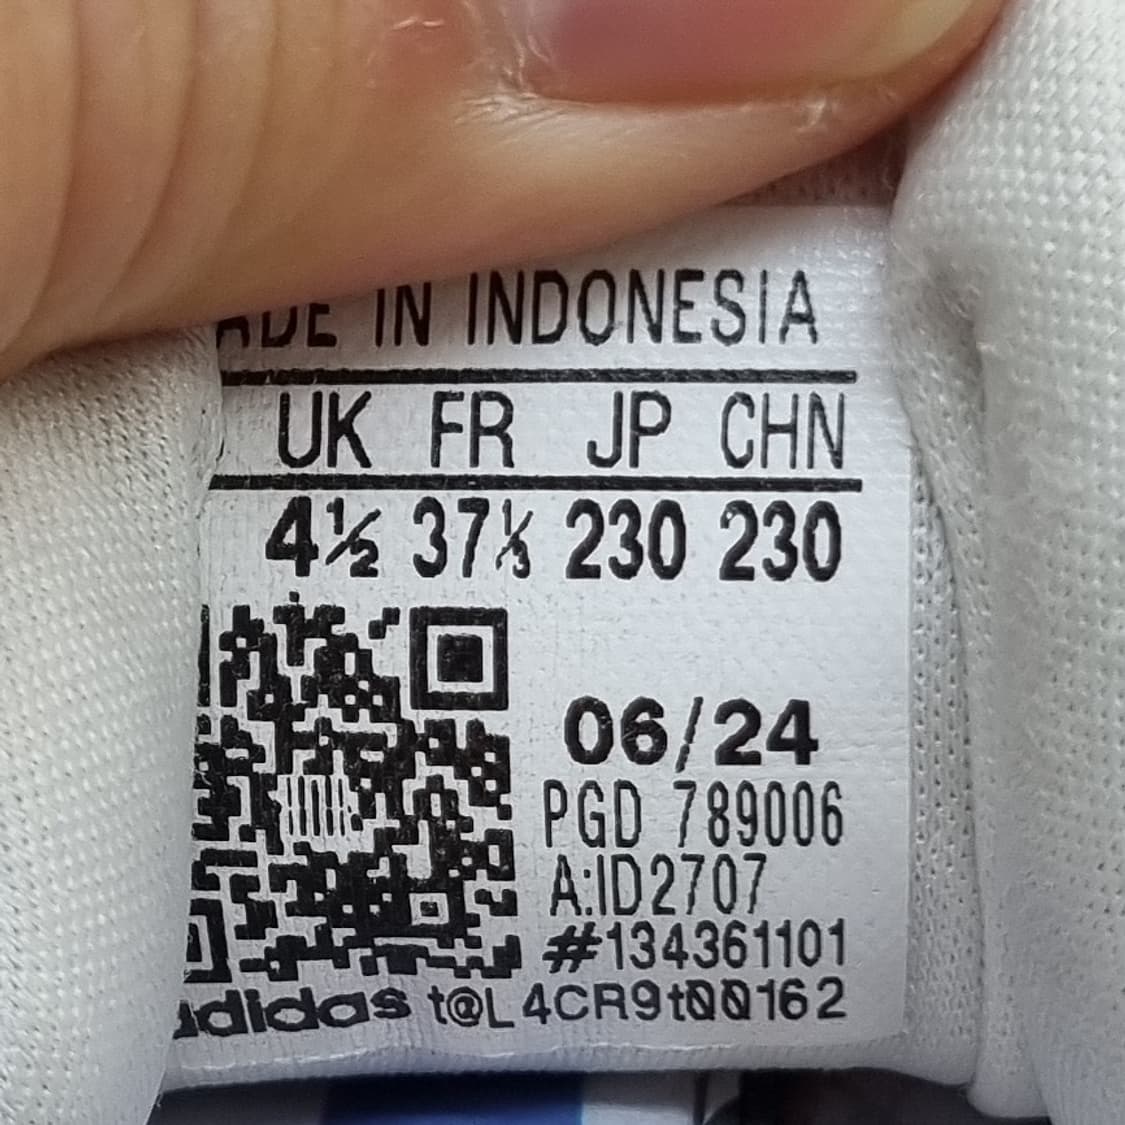 MADE IN INDONESIA
UK FR JP CHN
4½ 37⅓ 230 230
06/24
PGD 789006
A:ID2707
#134361101
adidas t@L4CR9t00162